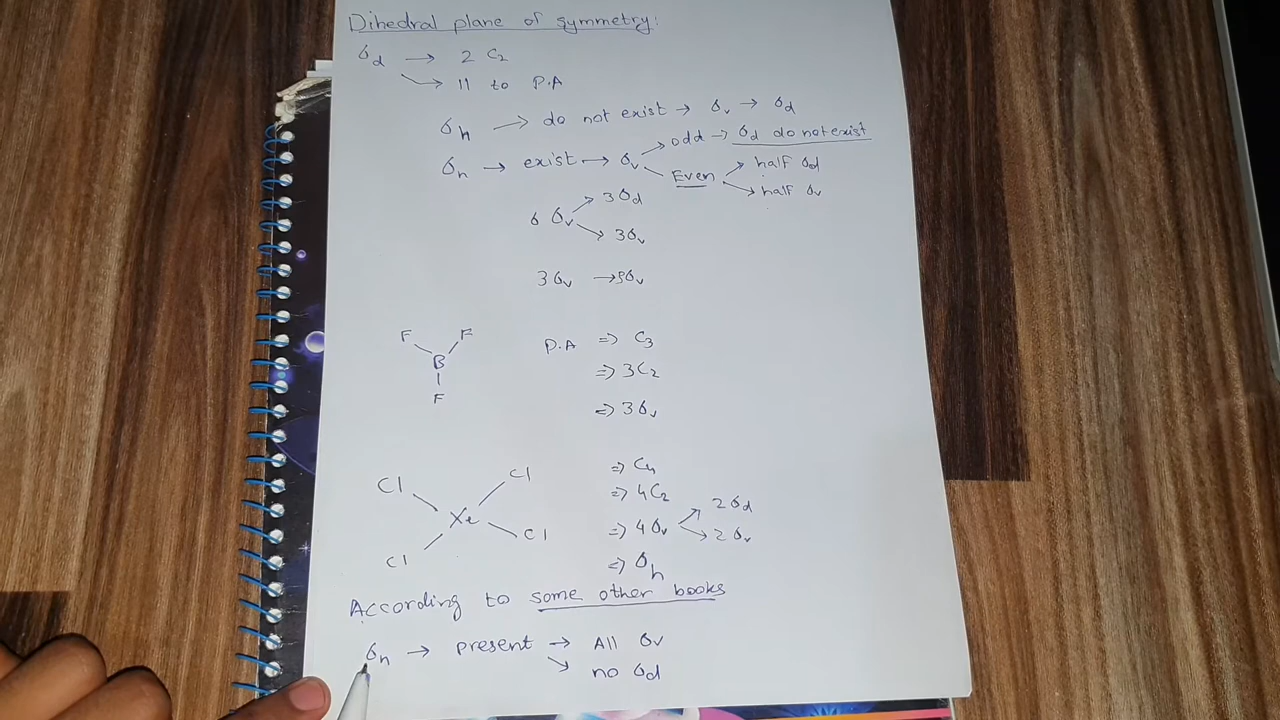 Dihedral plane of symmetry:
σd → 2 C2
→ 11 to P.A
σh → do not exist → σv → σd
σh → exist → σv → odd → σd do not exist
→ Even → half σd
→ half σv
6 σv → 3σd
→ 3σv
3σv → 3σv
F F
B
F
P.A ⇒ C3
⇒ 3C2
⇒ 3σv
Cl Cl
Xe
Cl Cl
⇒ C4
⇒ 4C2
⇒ 4σv → 2σd
→ 2σv
⇒ σh
According to some other books
σh → present → All σv
→ no σd